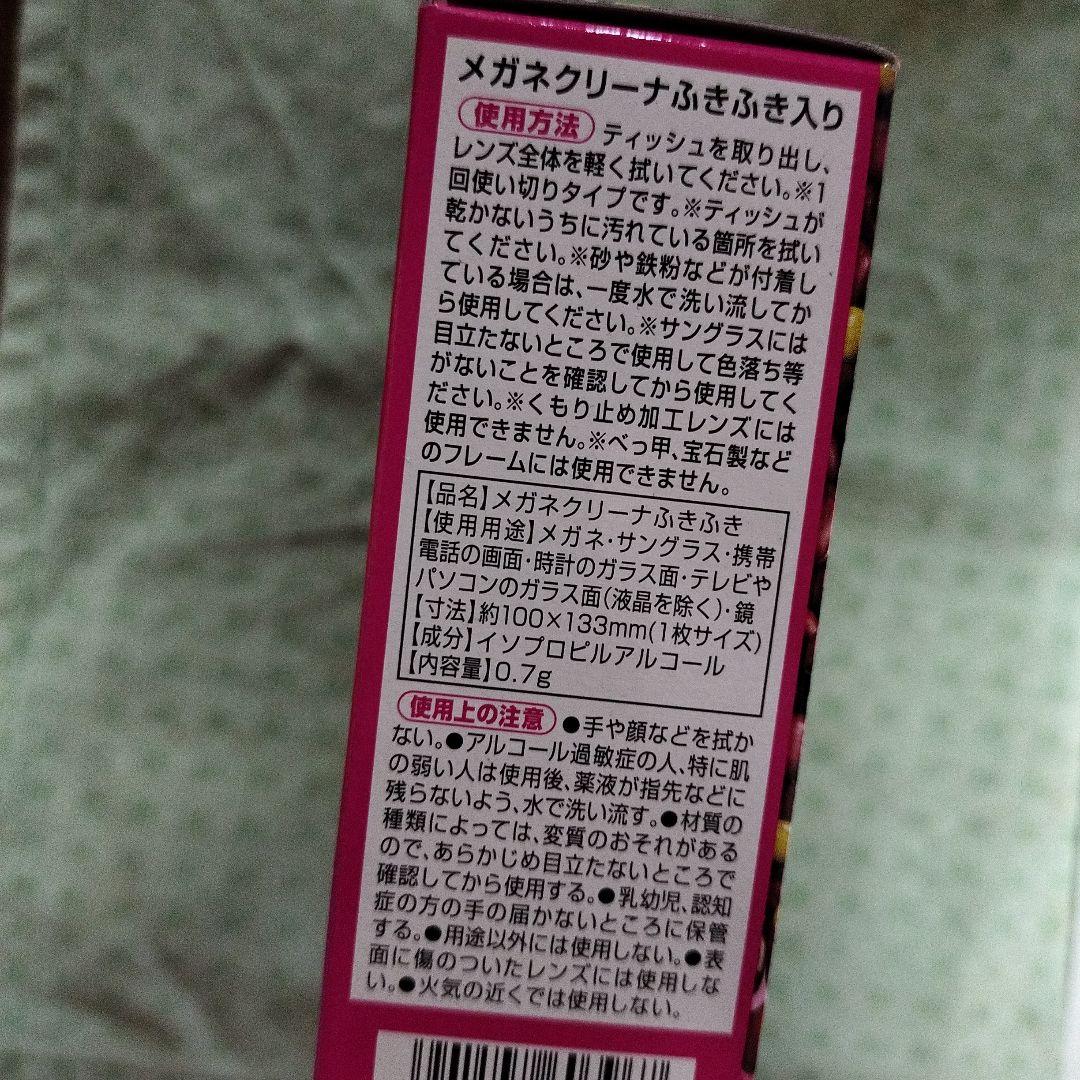 メガネクリーナふきふき入り
使用方法 ティッシュを取り出し、
レンズ全体を軽く拭いてください。※1
回使い切りタイプです。※ティッシュが
乾かないうちに汚れている箇所を拭い
てください。※砂や鉄粉などが付着し
ている場合は、一度水で洗い流してか
ら使用してください。※サングラスには
目立たないところで使用して色落ち等
がないことを確認してから使用してく
ださい。※くもり止め加工レンズには
使用できません。※べっ甲、宝石製など
のフレームには使用できません。
【品名】メガネクリーナふきふき
【使用用途】メガネ・サングラス・携帯
電話の画面・時計のガラス面・テレビや
パソコンのガラス面(液晶を除く)・鏡
【寸法】約100×133mm(1枚サイズ)
【成分】イソプロピルアルコール
【内容量】0.7g
使用上の注意 ●手や顔などを拭か
ない。●アルコール過敏症の人、特に肌
の弱い人は使用後、薬液が指先などに
残らないよう、水で洗い流す。●材質の
種類によっては、変質のおそれがある
ので、あらかじめ目立たないところで
確認してから使用する。●乳幼児、認知
症の方の手の届かないところに保管
する。●用途以外には使用しない。●表
面に傷のついたレンズには使用しな
い。●火気の近くでは使用しない。